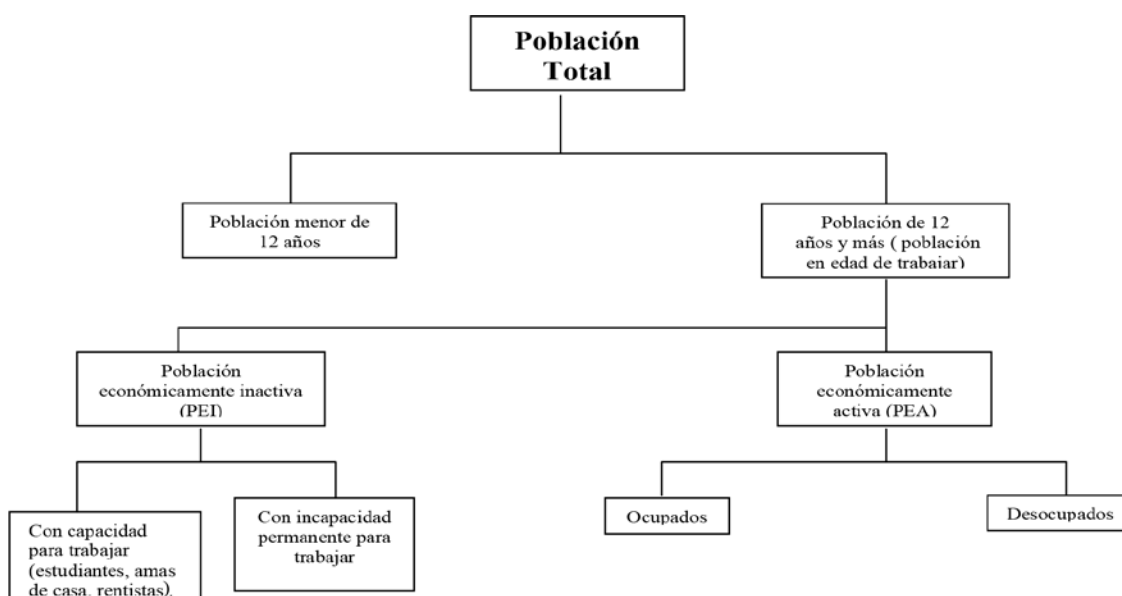 Población
Total
Población menor de
12 años
Población de 12
años y más ( población
en edad de trabajar)
Población
económicamente inactiva
(PEI)
Población
económicamente
activa (PEA)
Con capacidad
para trabajar
(estudiantes, amas
de casa, rentistas).
Con incapacidad
permanente para
trabajar
Ocupados
Desocupados